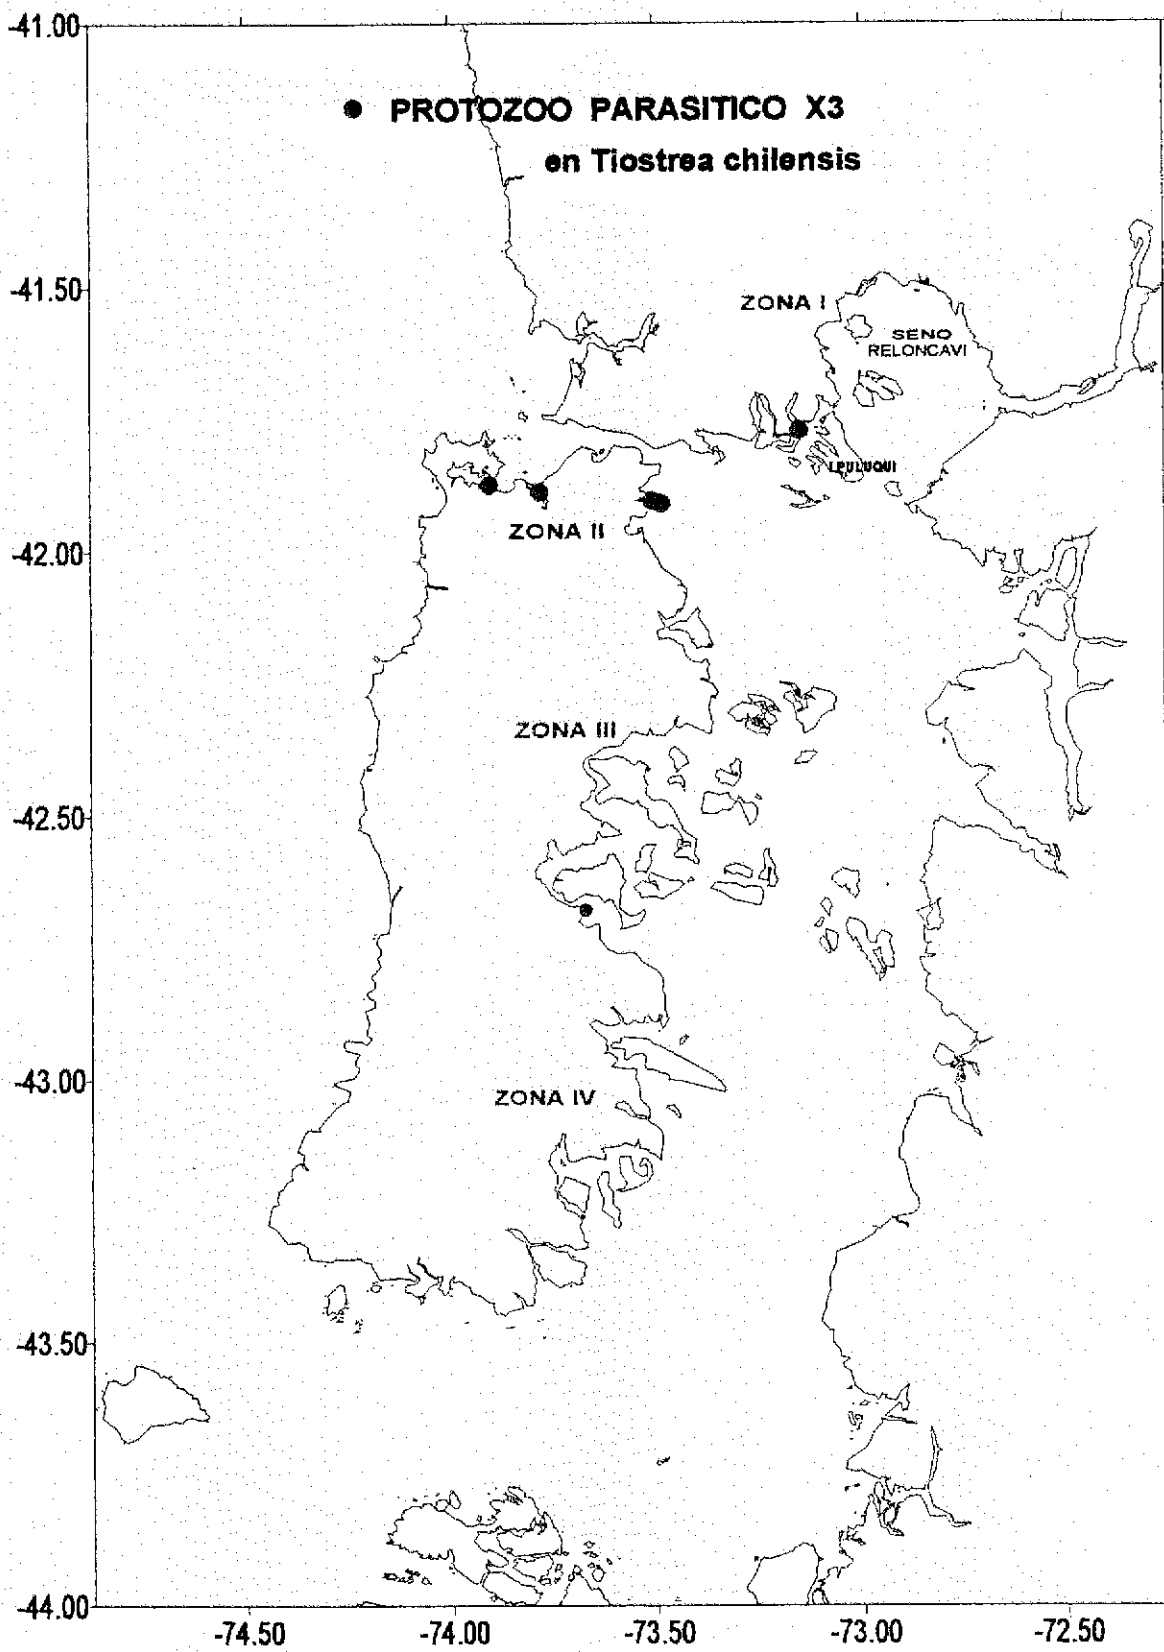 -41.00
● PROTOZOO PARASITICO X3
en Tiostrea chilensis
-41.50
ZONA I
SENO
RELONCAVI
I.PULUQUI
ZONA II
-42.00
ZONA III
-42.50
-43.00
ZONA IV
-43.50
-44.00
-74.50 -74.00 -73.50 -73.00 -72.50